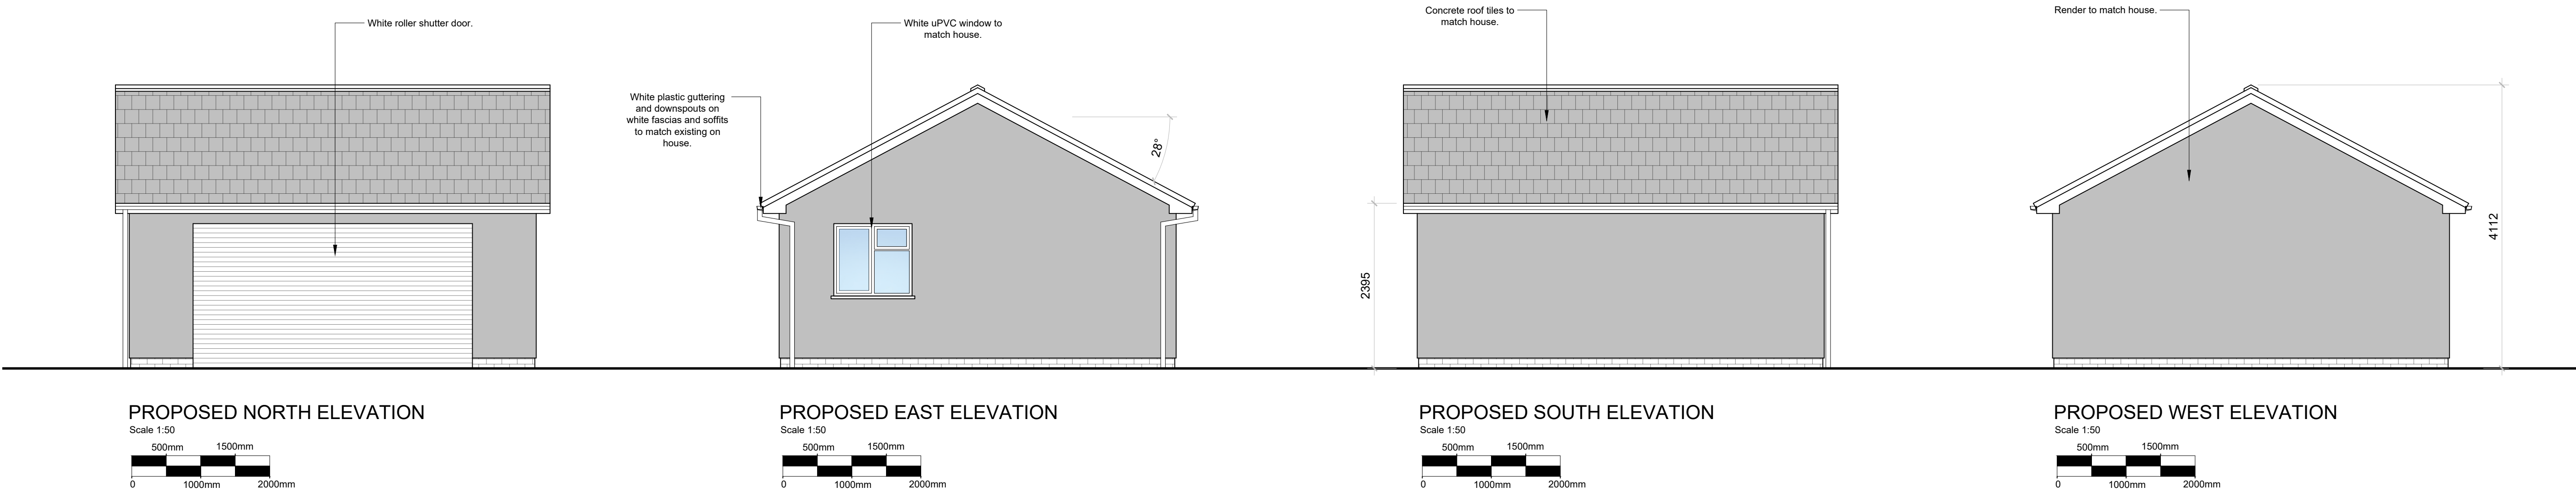 White roller shutter door.
White plastic guttering
and downspouts on
white fascias and soffits
to match existing on
house.
White uPVC window to
match house.
28°
Concrete roof tiles to
match house.
2395
Render to match house.
4112
PROPOSED NORTH ELEVATION
Scale 1:50
500mm 1500mm
0 1000mm 2000mm
PROPOSED EAST ELEVATION
Scale 1:50
500mm 1500mm
0 1000mm 2000mm
PROPOSED SOUTH ELEVATION
Scale 1:50
500mm 1500mm
0 1000mm 2000mm
PROPOSED WEST ELEVATION
Scale 1:50
500mm 1500mm
0 1000mm 2000mm